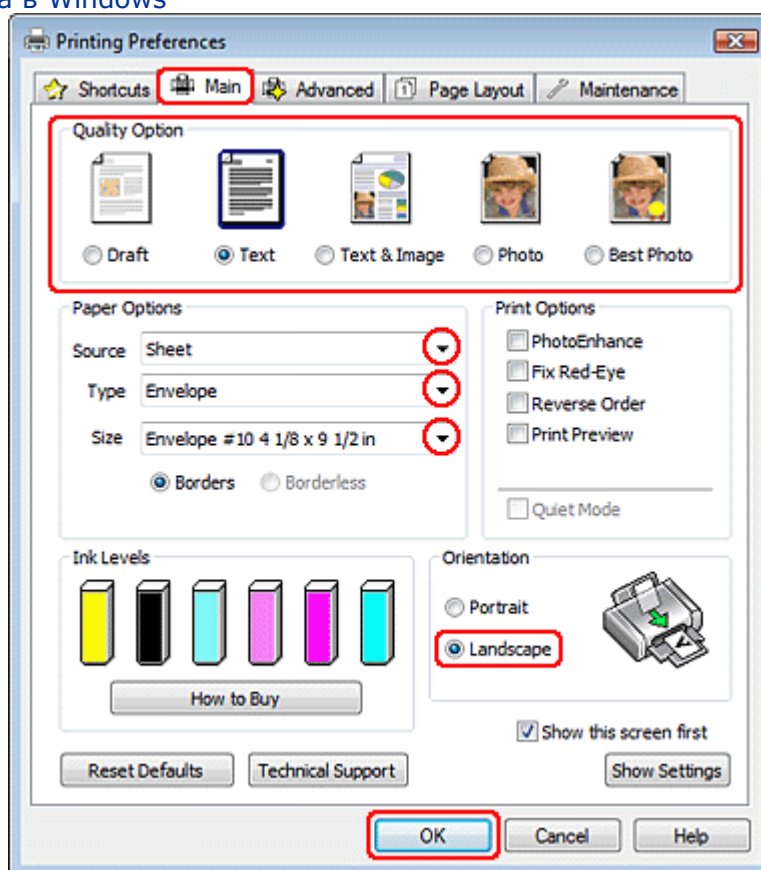 а в Windows
Printing Preferences
Shortcuts Main Advanced Page Layout Maintenance
Quality Option
Draft Text Text & Image Photo Best Photo
Paper Options Print Options
Source Sheet PhotoEnhance
Fix Red-Eye
Type Envelope
Reverse Order
Size Envelope #10 4 1/8 x 9 1/2 in Print Preview
Borders Borderless
Quiet Mode
Ink Levels Orientation
Portrait
Landscape
How to Buy
Show this screen first
Reset Defaults Technical Support Show Settings
OK Cancel Help